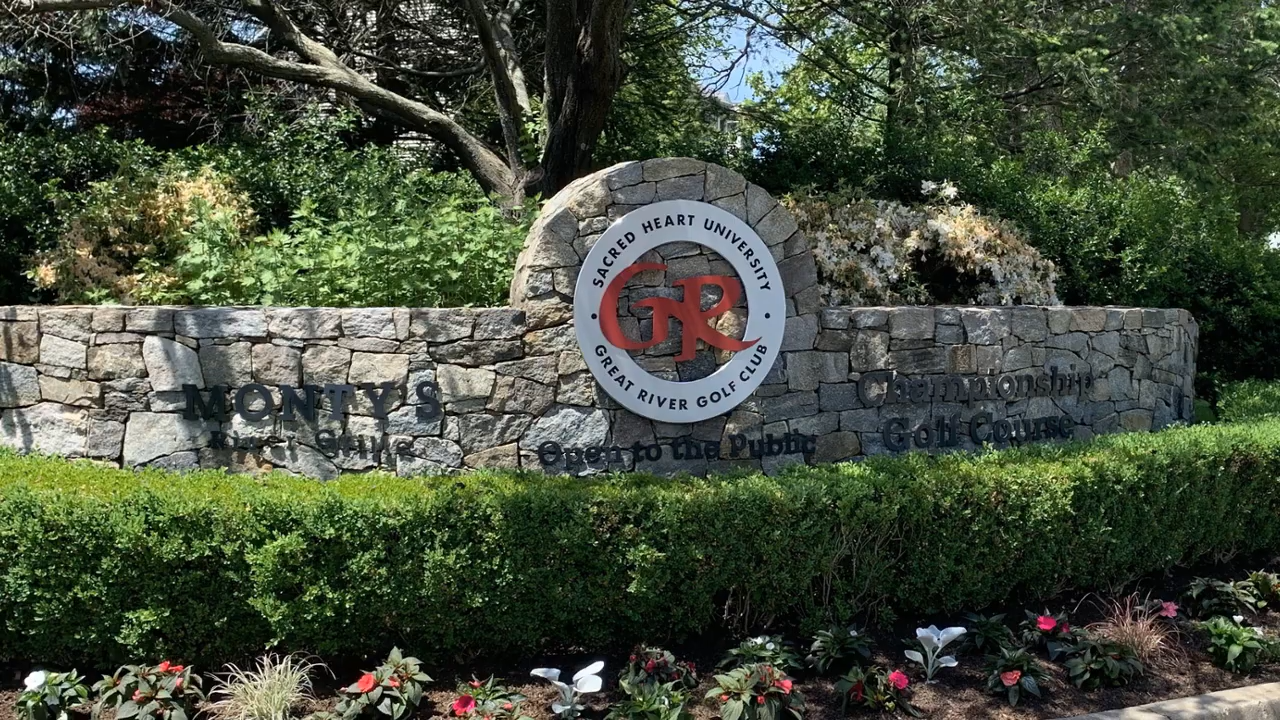 SACRED HEART UNIVERSITY
GR
GREAT RIVER GOLF CLUB
MONTY'S
River Grille
Open to the Public
Championship
Golf Course